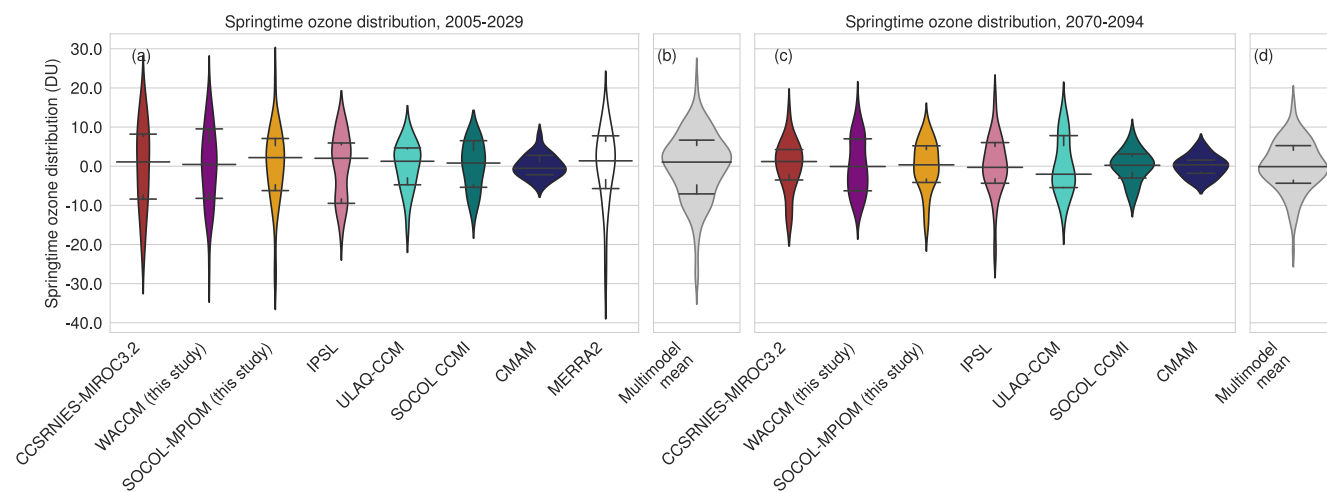 Springtime ozone distribution, 2005-2029
Springtime ozone distribution, 2070-2094
(a)
(b)
(c)
(d)
Springtime ozone distribution (DU)
30.0
20.0
10.0
0.0
-10.0
-20.0
-30.0
-40.0
CCSRNIES-MIROC3.2
WACCM (this study)
SOCOL-MPIOM (this study)
IPSL
ULAQ-CCM
SOCOL CCMI
CMAM
MERRA2
Multimodel
mean
CCSRNIES-MIROC3.2
WACCM (this study)
SOCOL-MPIOM (this study)
IPSL
ULAQ-CCM
SOCOL CCMI
CMAM
Multimodel
mean